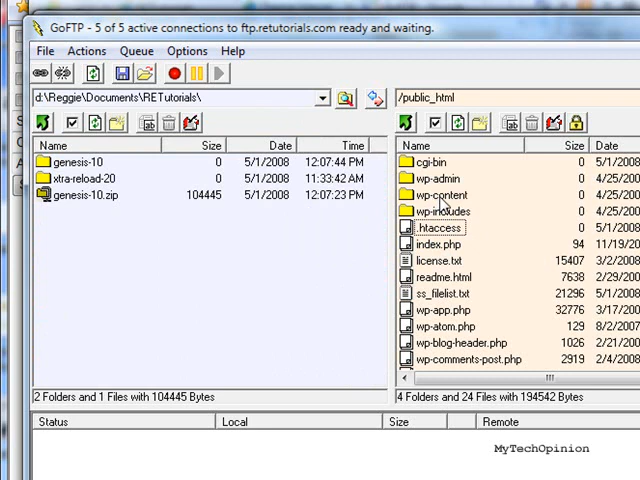 GoFTP - 5 of 5 active connections to ftp.retutorials.com ready and waiting.
File Actions Queue Options Help
d:\Reggie\Documents\RETutorials\ /public_html
Name Size Date Time Name Size Date
genesis-10 0 5/1/2008 12:07:44 PM cgi-bin 0 5/1/2008
xtra-reload-20 0 5/1/2008 11:33:42 AM wp-admin 0 4/25/200
genesis-10.zip 104445 5/1/2008 12:07:23 PM wp-content 0 4/25/200
wp-includes 0 4/25/200
.htaccess 0 5/1/2008
index.php 94 11/19/20
license.txt 15407 3/2/2008
readme.html 7638 2/29/200
ss_filelist.txt 21296 5/1/2008
wp-app.php 32776 3/17/200
wp-atom.php 129 8/2/2007
wp-blog-header.php 1026 2/21/200
wp-comments-post.php 2919 2/4/2008
2 Folders and 1 Files with 104445 Bytes 4 Folders and 24 Files with 194542 Bytes
Status Local Size Remote
MyTechOpinion